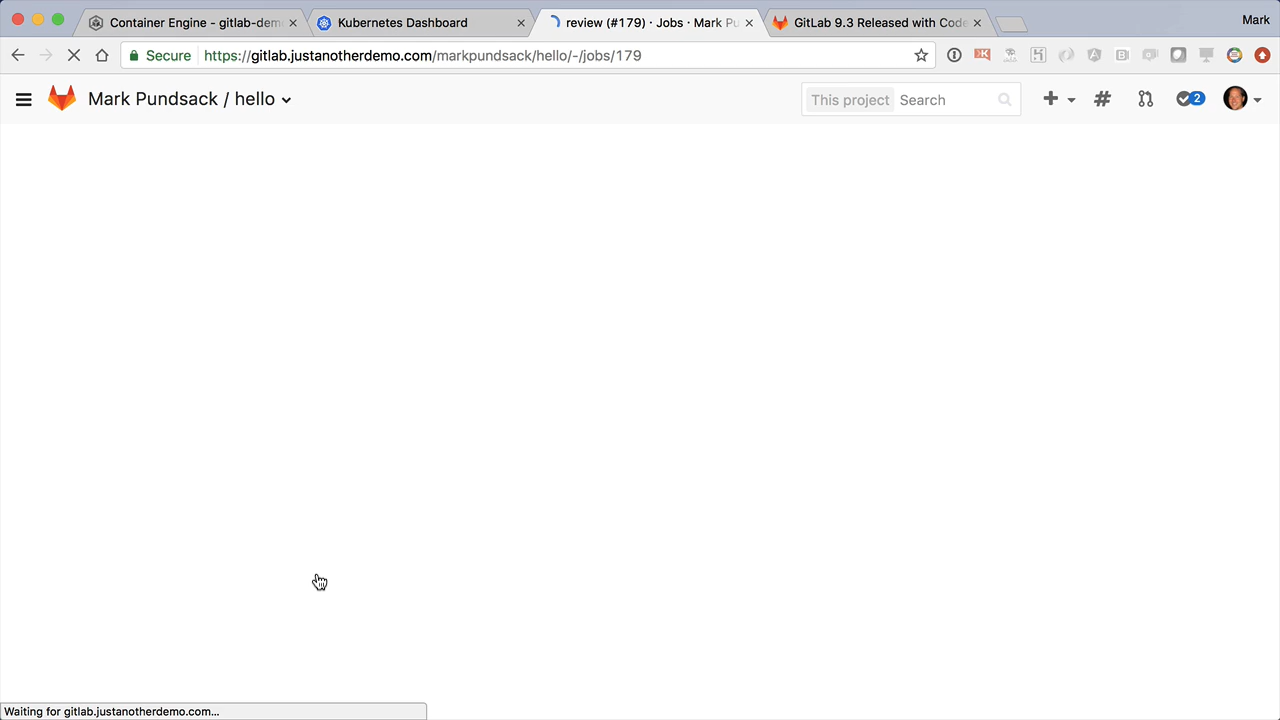 Container Engine - gitlab-dem
Kubernetes Dashboard
review (#179) · Jobs · Mark Pu
GitLab 9.3 Released with Code
Mark
Secure
https://gitlab.justanotherdemo.com/markpundsack/hello/-/jobs/179
Mark Pundsack / hello
This project
Search
2
Waiting for gitlab.justanotherdemo.com...